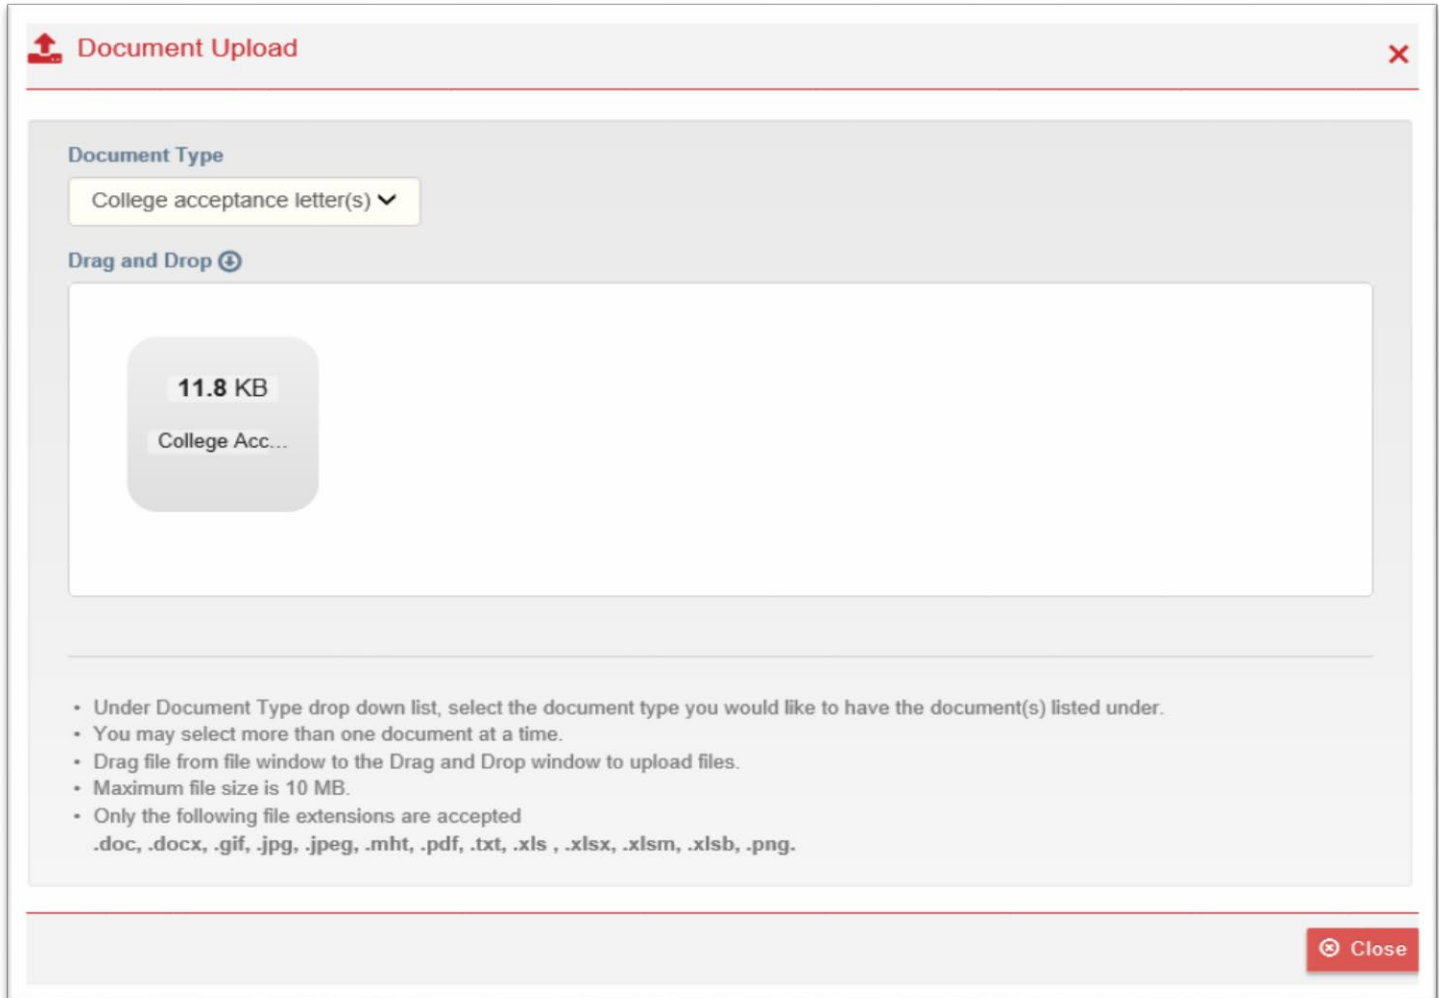 Document Upload
Document Type
College acceptance letter(s)
Drag and Drop
11.8 KB
College Acc...
• Under Document Type drop down list, select the document type you would like to have the document(s) listed under.
• You may select more than one document at a time.
• Drag file from file window to the Drag and Drop window to upload files.
• Maximum file size is 10 MB.
• Only the following file extensions are accepted
.doc, .docx, .gif, .jpg, .jpeg, .mht, .pdf, .txt, .xls , .xlsx, .xlsm, .xlsb, .png.
Close